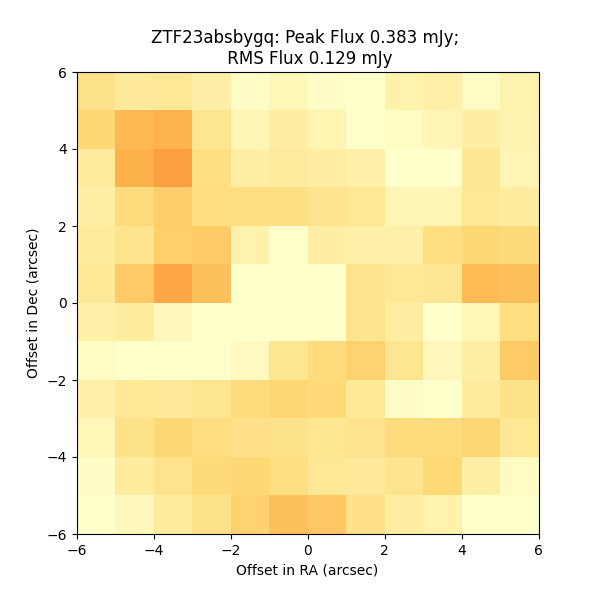 ZTF23absbygq: Peak Flux 0.383 mJy;
RMS Flux 0.129 mJy
6
4
2
0
−2
−4
−6
Offset in Dec (arcsec)
−6 −4 −2 0 2 4 6
Offset in RA (arcsec)